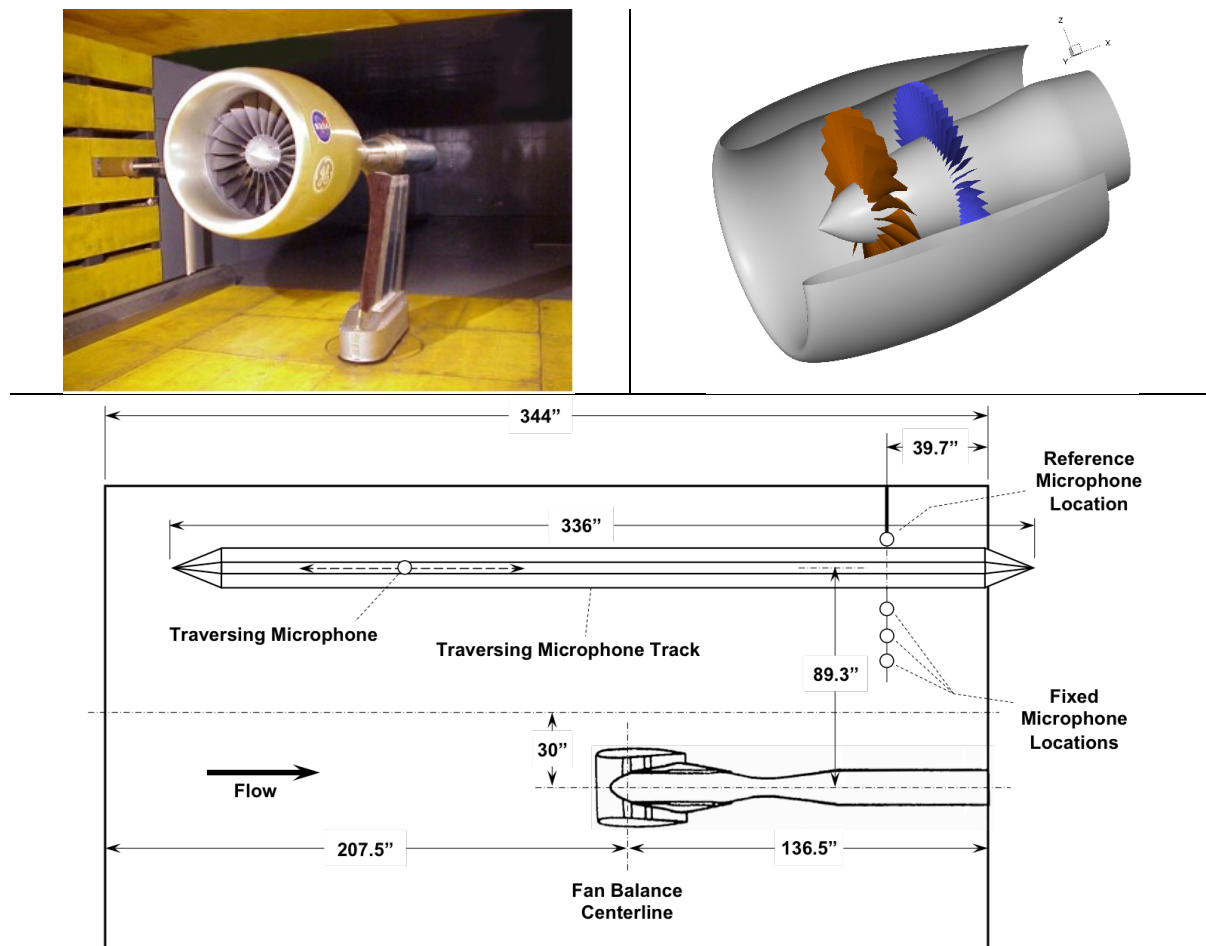 NASA
Z
X
Y
344”
39.7”
Reference
Microphone
Location
336”
Traversing Microphone
Traversing Microphone Track
89.3”
Fixed
Microphone
Locations
30”
Flow
207.5”
136.5”
Fan Balance
Centerline